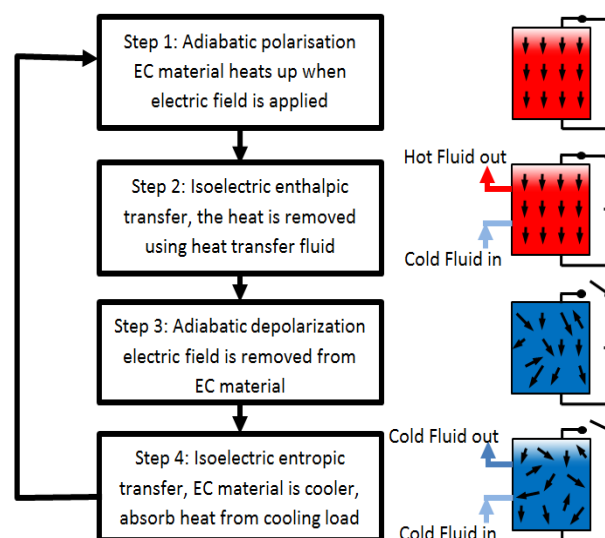 Step 1: Adiabatic polarisation
EC material heats up when
electric field is applied
Step 2: Isoelectric enthalpic
transfer, the heat is removed
using heat transfer fluid
Hot Fluid out
Cold Fluid in
Step 3: Adiabatic depolarization
electric field is removed from
EC material
Step 4: Isoelectric entropic
transfer, EC material is cooler,
absorb heat from cooling load
Cold Fluid out
Cold Fluid in